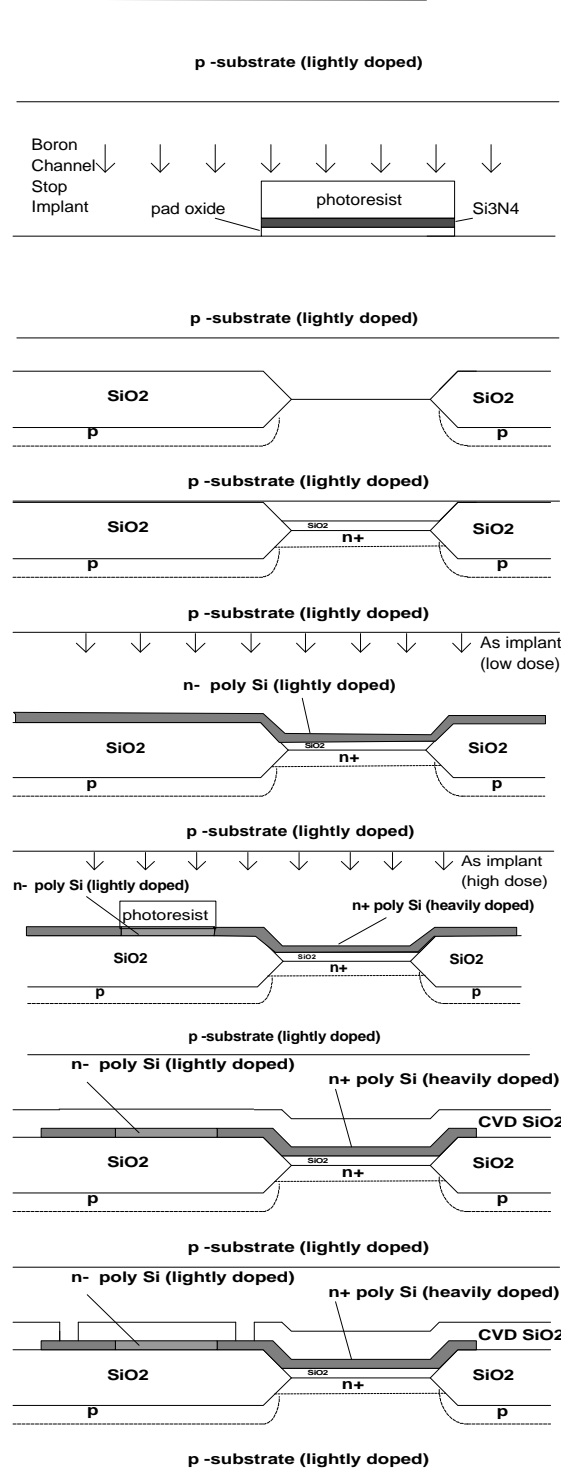 p -substrate (lightly doped)
Boron
Channel
Stop
Implant
photoresist
pad oxide
Si3N4
p -substrate (lightly doped)
SiO2
SiO2
p
p
p -substrate (lightly doped)
SiO2
SiO2
SiO2
n+
p
p
p -substrate (lightly doped)
As implant
(low dose)
n-  poly Si (lightly doped)
SiO2
SiO2
SiO2
n+
p
p
p -substrate (lightly doped)
As implant
(high dose)
n-  poly Si (lightly doped)
photoresist
n+ poly Si (heavily doped)
SiO2
SiO2
SiO2
n+
p
p
p -substrate (lightly doped)
n-  poly Si (lightly doped)
n+ poly Si (heavily doped)
CVD SiO2
SiO2
SiO2
SiO2
n+
p
p
p -substrate (lightly doped)
n-  poly Si (lightly doped)
n+ poly Si (heavily doped)
CVD SiO2
SiO2
SiO2
SiO2
n+
p
p
p -substrate (lightly doped)